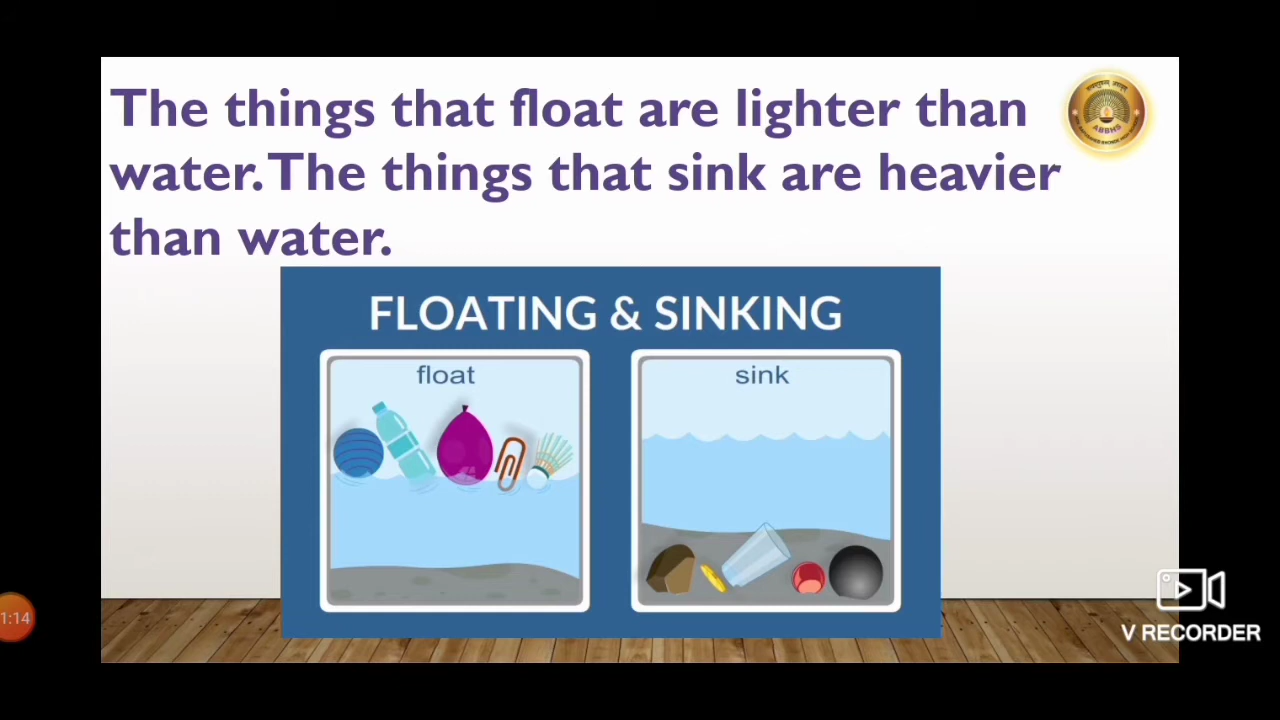 The things that float are lighter than
water. The things that sink are heavier
than water.
FLOATING & SINKING
float
sink
ABBHS
1:14
V RECORDER